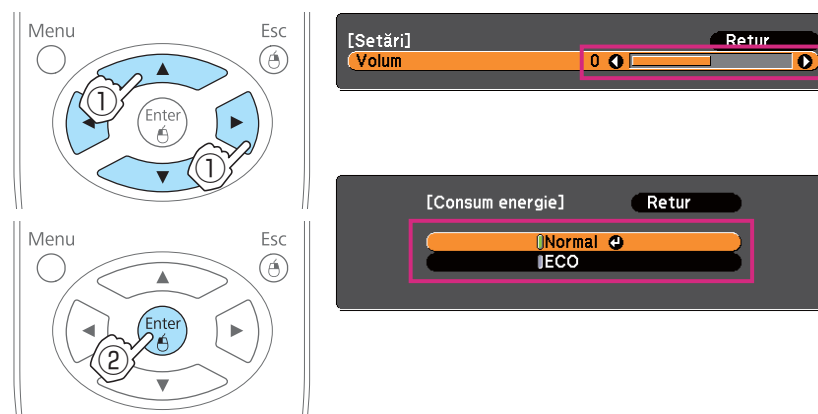 Menu
Esc
Enter
1
1
[Setări]
Retur
Volum
0
[Consum energie]
Retur
Normal
ECO
Menu
Esc
Enter
2